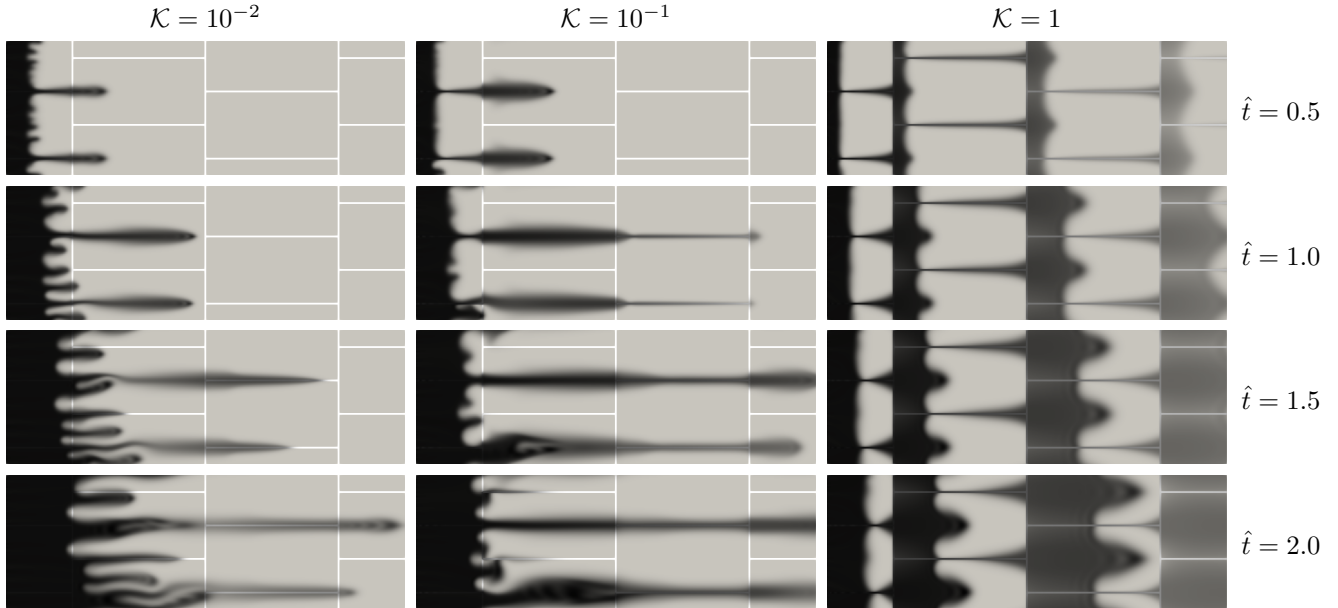 𝒦 = 10⁻² 𝒦 = 10⁻¹ 𝒦 = 1
t̂ = 0.5
t̂ = 1.0
t̂ = 1.5
t̂ = 2.0